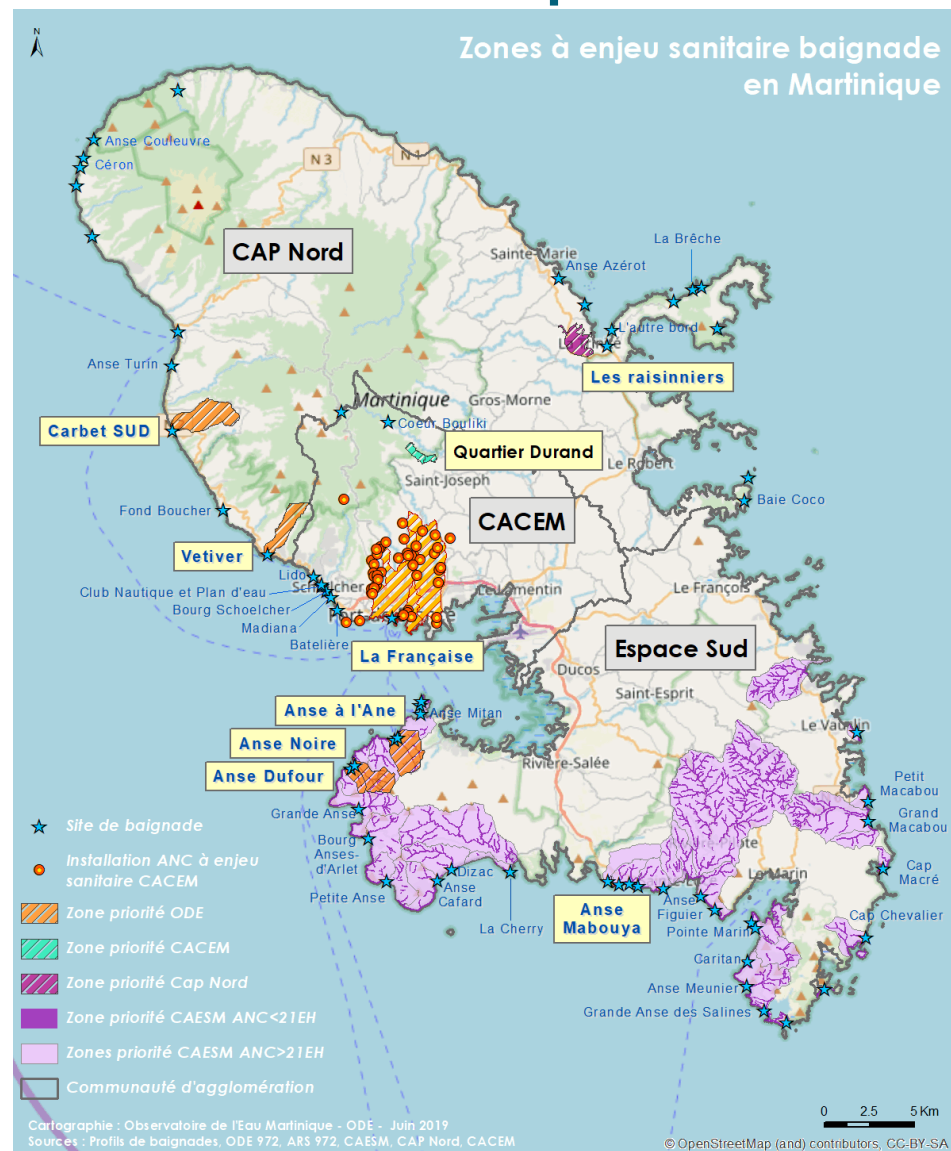 Zones à enjeu sanitaire baignade
en Martinique
N
Anse Couleuvre
Céron
N 3
N 1
CAP Nord
Sainte-Marie
Anse Azérot
La Brêche
L'autre bord
Les raisinniers
Anse Turin
Martinique
Gros-Morne
Carbet SUD
Coeur Bouliki
Quartier Durand
Saint-Joseph
Le Robert
Baie Coco
Fond Boucher
CACEM
Vetiver
Lido
Schoelcher
Club Nautique et Plan d'eau
Bourg Schoelcher
Madiana
Batelière
Le Lamentin
Le François
La Française
Espace Sud
Ducos
Saint-Esprit
Anse à l'Ane
Anse Mitan
Anse Noire
Anse Dufour
Rivière-Salée
Le Vauclin
Grande Anse
Petit
Macabou
Grand
Macabou
Bourg
Anses-
d'Arlet
Petite Anse
Dizac
Anse
Cafard
La Cherry
Anse
Mabouya
Anse
Figuier
Le Marin
Cap
Macré
Pointe Marin
Cap Chevalier
Caritan
Anse Meunier
Grande Anse des Salines
Site de baignade
Installation ANC à enjeu
sanitaire CACEM
Zone priorité ODE
Zone priorité CACEM
Zone priorité Cap Nord
Zone priorité CAESM ANC<21EH
Zones priorité CAESM ANC>21EH
Communauté d'agglomération
0 2.5 5 Km
Cartographie : Observatoire de l'Eau Martinique - ODE - Juin 2019
Sources : Profils de baignades, ODE 972, ARS 972, CAESM, CAP Nord, CACEM
© OpenStreetMap (and) contributors, CC-BY-SA